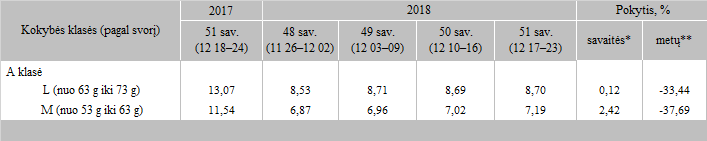 Kokybės klasės (pagal svorį) 2017 2018 Pokytis, %
51 sav. 48 sav. 49 sav. 50 sav. 51 sav. savaitės* metų**
(12 18–24) (11 26–12 02) (12 03–09) (12 10–16) (12 17–23)
A klasė
L (nuo 63 g iki 73 g) 13,07 8,53 8,71 8,69 8,70 0,12 -33,44
M (nuo 53 g iki 63 g) 11,54 6,87 6,96 7,02 7,19 2,42 -37,69